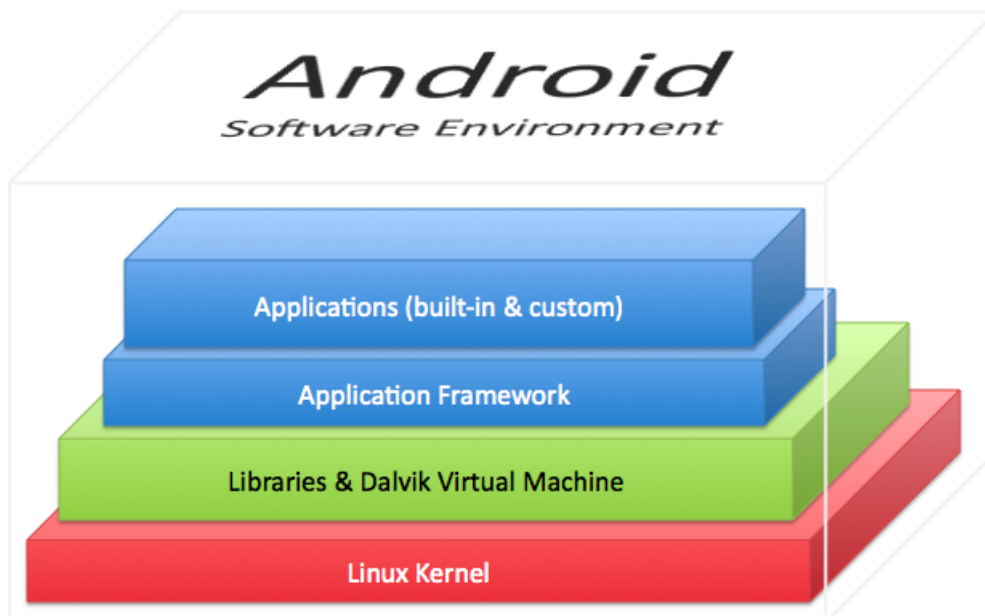 Android
Software Environment
Applications (built-in & custom)
Application Framework
Libraries & Dalvik Virtual Machine
Linux Kernel